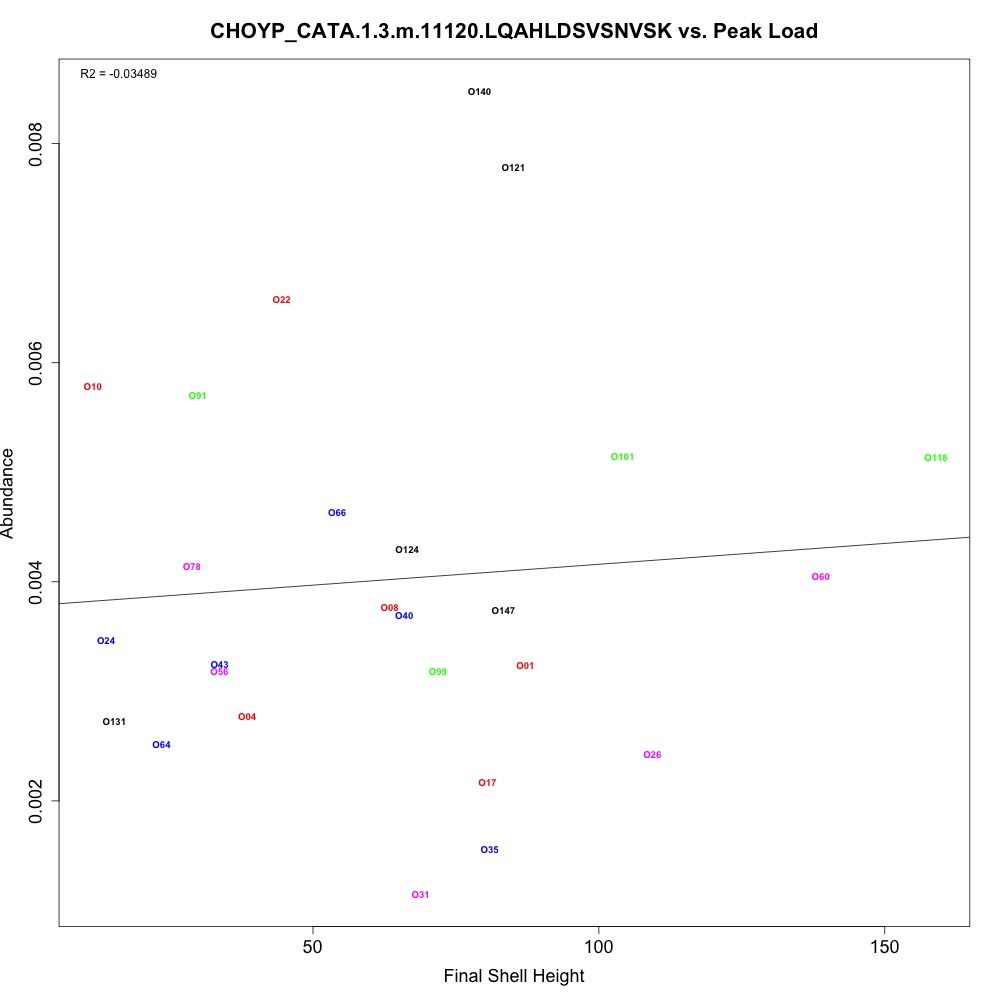 CHOYP_CATA.1.3.m.11120.LQAHLDSVSNVSK vs. Peak Load
R2 = -0.03489
O140
O121
O22
O10
O91
O101
O118
O66
O124
O78
O60
O08
O40
O147
O24
O43
O56
O01
O99
O04
O131
O64
O26
O17
O35
O31
0.008
0.006
0.004
0.002
Abundance
50
100
150
Final Shell Height